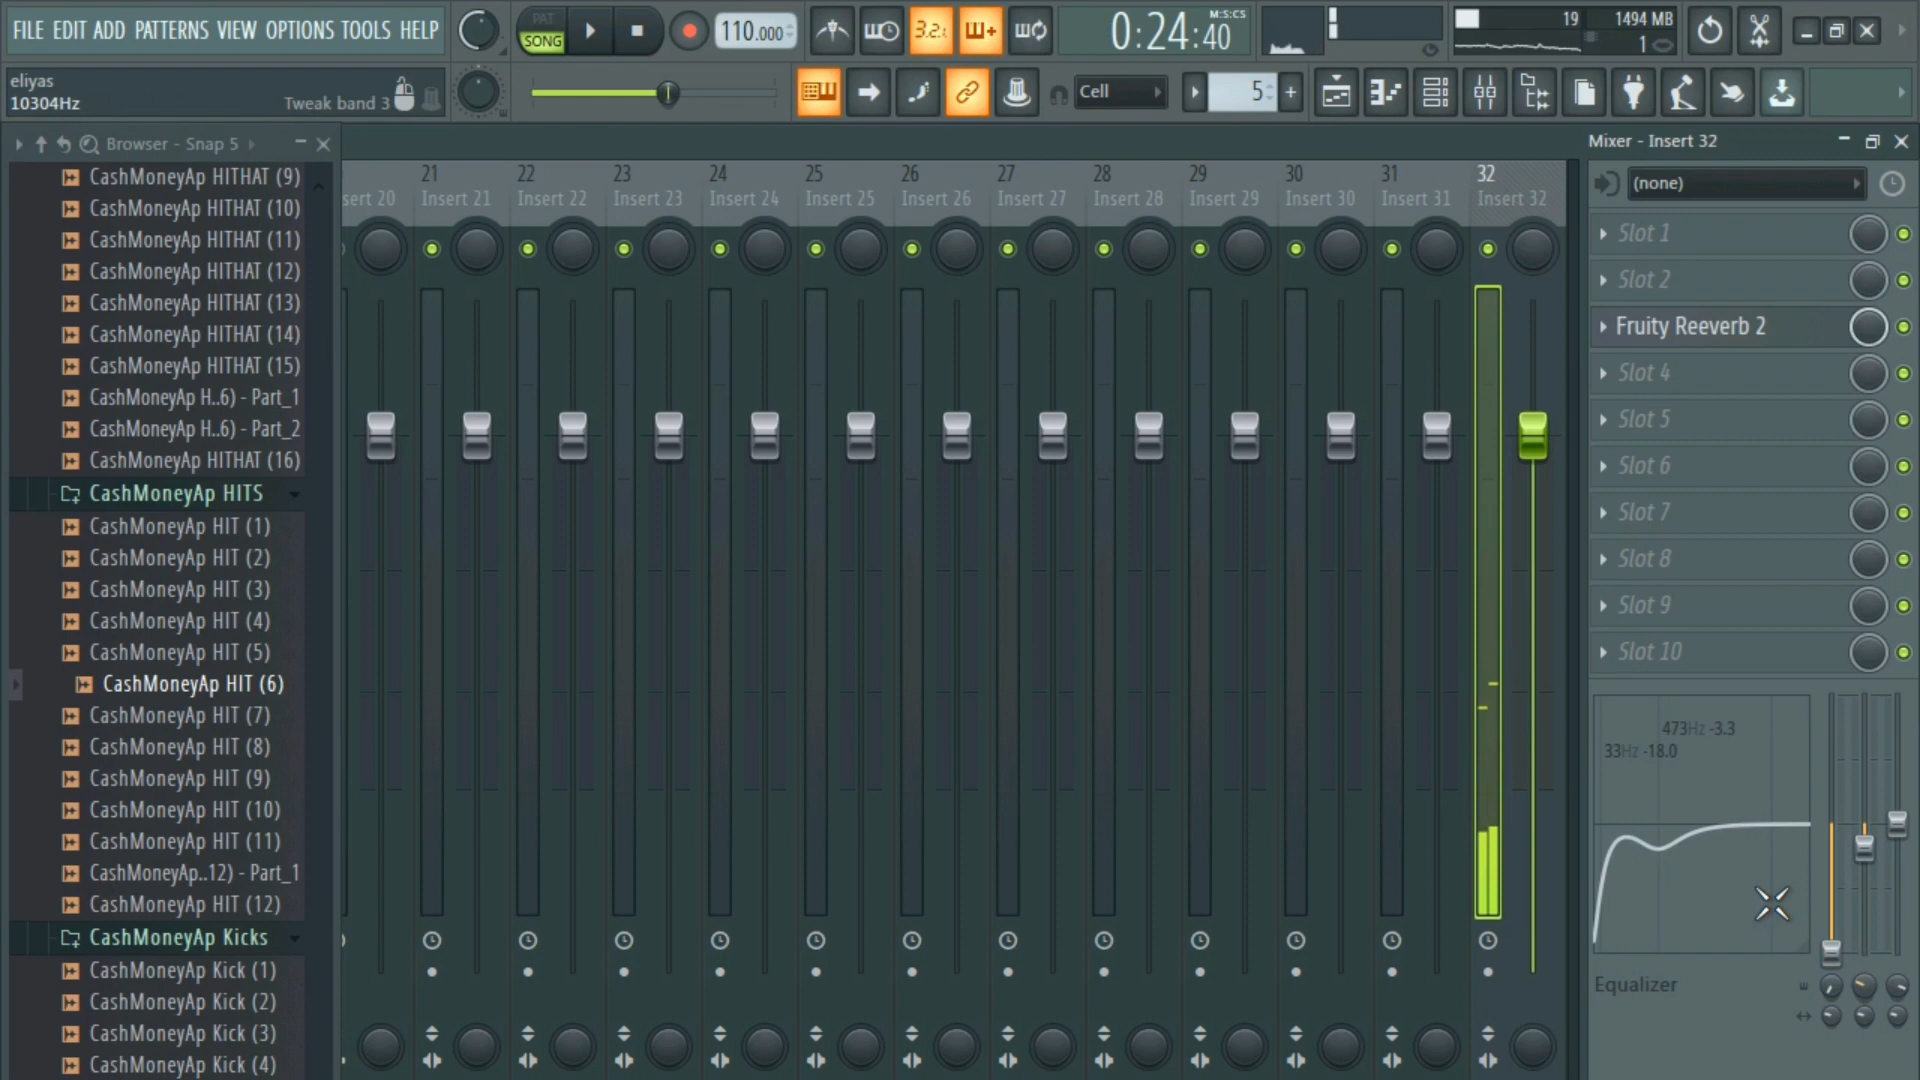 FILE EDIT ADD PATTERNS VIEW OPTIONS TOOLS HELP
PAT
SONG
110.000
3.2.
0:24:40
M:S:CS
19
1494 MB
1
eliyas
10304Hz
Tweak band 3
Cell
5
Browser - Snap 5
CashMoneyAp HITHAT (9)
CashMoneyAp HITHAT (10)
CashMoneyAp HITHAT (11)
CashMoneyAp HITHAT (12)
CashMoneyAp HITHAT (13)
CashMoneyAp HITHAT (14)
CashMoneyAp HITHAT (15)
CashMoneyAp H..6) - Part_1
CashMoneyAp H..6) - Part_2
CashMoneyAp HITHAT (16)
CashMoneyAp HITS
CashMoneyAp HIT (1)
CashMoneyAp HIT (2)
CashMoneyAp HIT (3)
CashMoneyAp HIT (4)
CashMoneyAp HIT (5)
CashMoneyAp HIT (6)
CashMoneyAp HIT (7)
CashMoneyAp HIT (8)
CashMoneyAp HIT (9)
CashMoneyAp HIT (10)
CashMoneyAp HIT (11)
CashMoneyAp..12) - Part_1
CashMoneyAp HIT (12)
CashMoneyAp Kicks
CashMoneyAp Kick (1)
CashMoneyAp Kick (2)
CashMoneyAp Kick (3)
CashMoneyAp Kick (4)
21 22 23 24 25 26 27 28 29 30 31 32
sert 20 Insert 21 Insert 22 Insert 23 Insert 24 Insert 25 Insert 26 Insert 27 Insert 28 Insert 29 Insert 30 Insert 31 Insert 32
Mixer - Insert 32
(none)
Slot 1
Slot 2
Fruity Reeverb 2
Slot 4
Slot 5
Slot 6
Slot 7
Slot 8
Slot 9
Slot 10
473Hz -3.3
33Hz -18.0
Equalizer